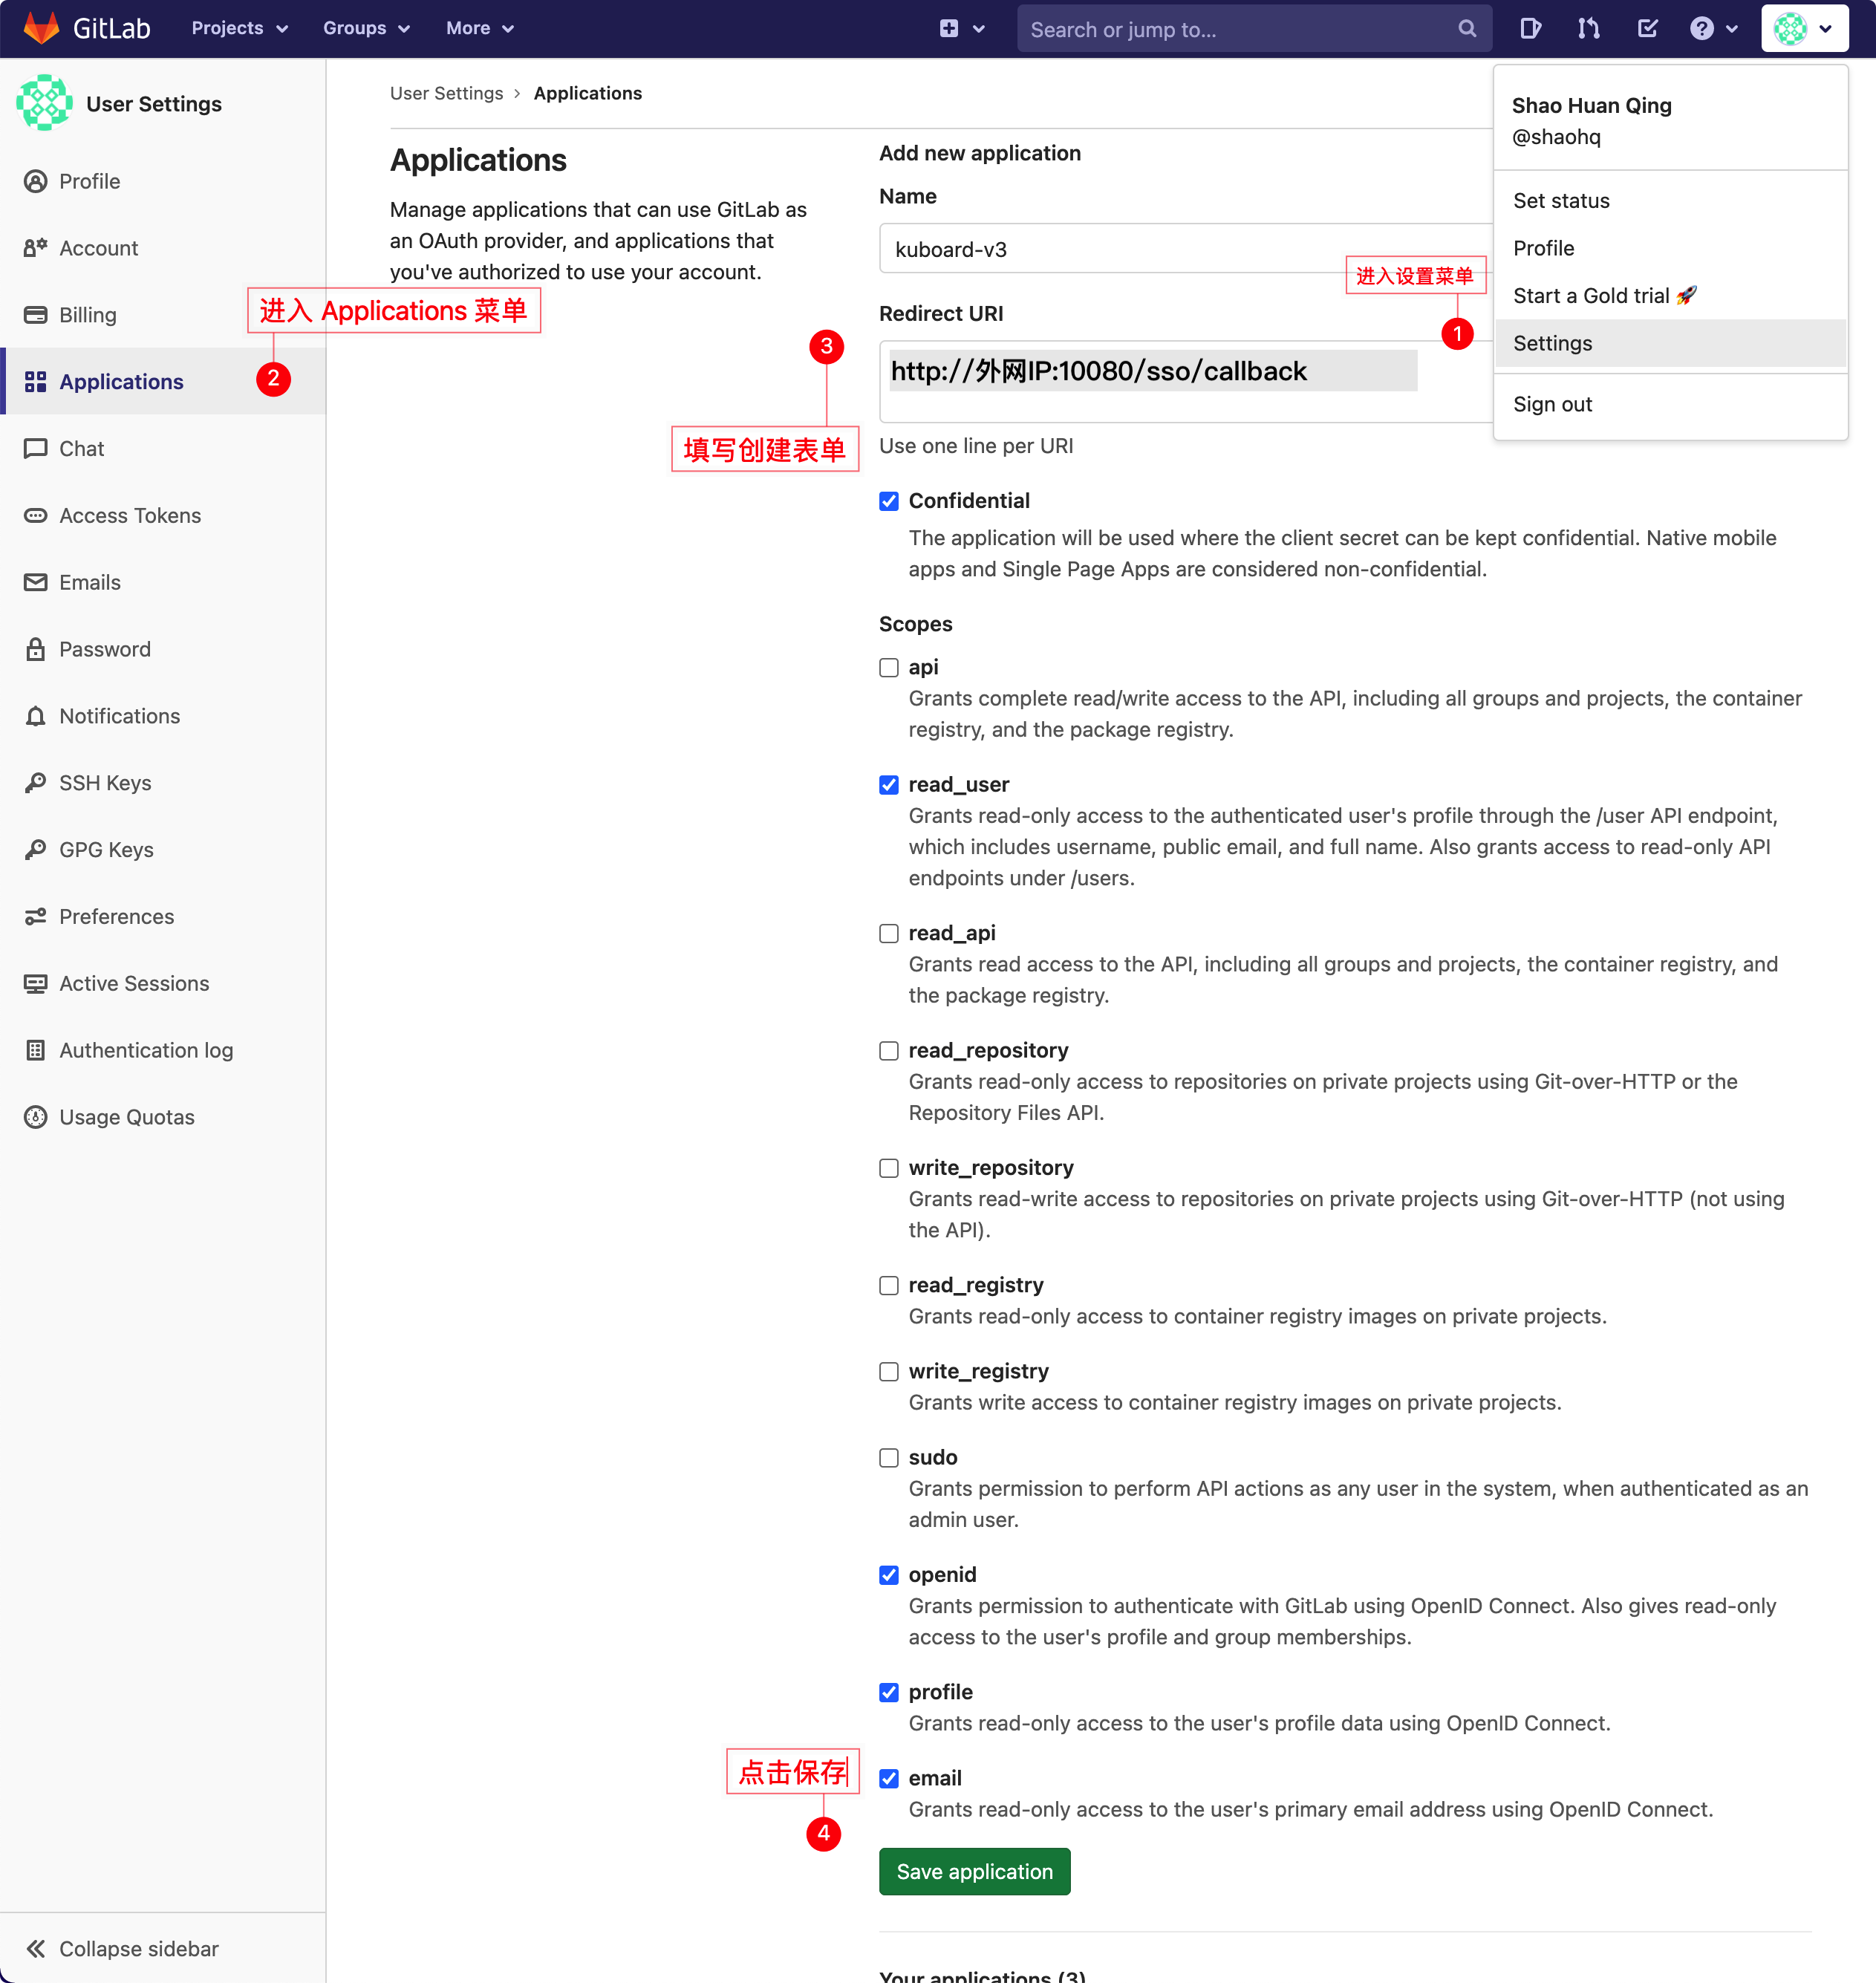 GitLab Projects Groups More Search or jump to...
User Settings
Profile
Account
Billing
Applications
Chat
Access Tokens
Emails
Password
Notifications
SSH Keys
GPG Keys
Preferences
Active Sessions
Authentication log
Usage Quotas
Collapse sidebar
进入 Applications 菜单
2
User Settings › Applications
Applications
Manage applications that can use GitLab as
an OAuth provider, and applications that
you've authorized to use your account.
Add new application
Name
kuboard-v3
Redirect URI
http://外网IP:10080/sso/callback
Use one line per URI
3
填写创建表单
进入设置菜单
1
Shao Huan Qing
@shaohq
Set status
Profile
Start a Gold trial 🚀
Settings
Sign out
Confidential
The application will be used where the client secret can be kept confidential. Native mobile
apps and Single Page Apps are considered non-confidential.
Scopes
api
Grants complete read/write access to the API, including all groups and projects, the container
registry, and the package registry.
read_user
Grants read-only access to the authenticated user's profile through the /user API endpoint,
which includes username, public email, and full name. Also grants access to read-only API
endpoints under /users.
read_api
Grants read access to the API, including all groups and projects, the container registry, and
the package registry.
read_repository
Grants read-only access to repositories on private projects using Git-over-HTTP or the
Repository Files API.
write_repository
Grants read-write access to repositories on private projects using Git-over-HTTP (not using
the API).
read_registry
Grants read-only access to container registry images on private projects.
write_registry
Grants write access to container registry images on private projects.
sudo
Grants permission to perform API actions as any user in the system, when authenticated as an
admin user.
openid
Grants permission to authenticate with GitLab using OpenID Connect. Also gives read-only
access to the user's profile and group memberships.
profile
Grants read-only access to the user's profile data using OpenID Connect.
点击保存
4
email
Grants read-only access to the user's primary email address using OpenID Connect.
Save application
Your applications (3)